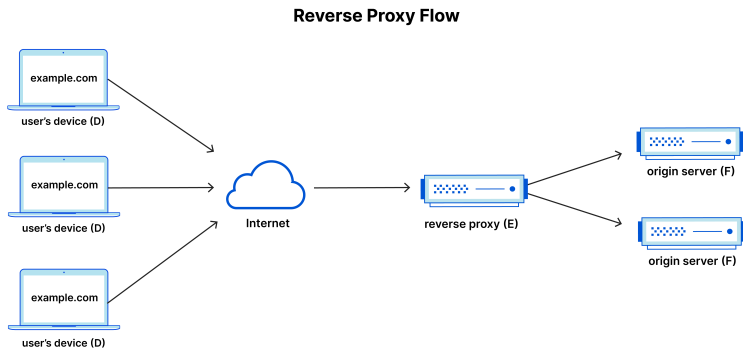 Reverse Proxy Flow
example.com
user's device (D)
example.com
user's device (D)
example.com
user's device (D)
Internet
reverse proxy (E)
origin server (F)
origin server (F)